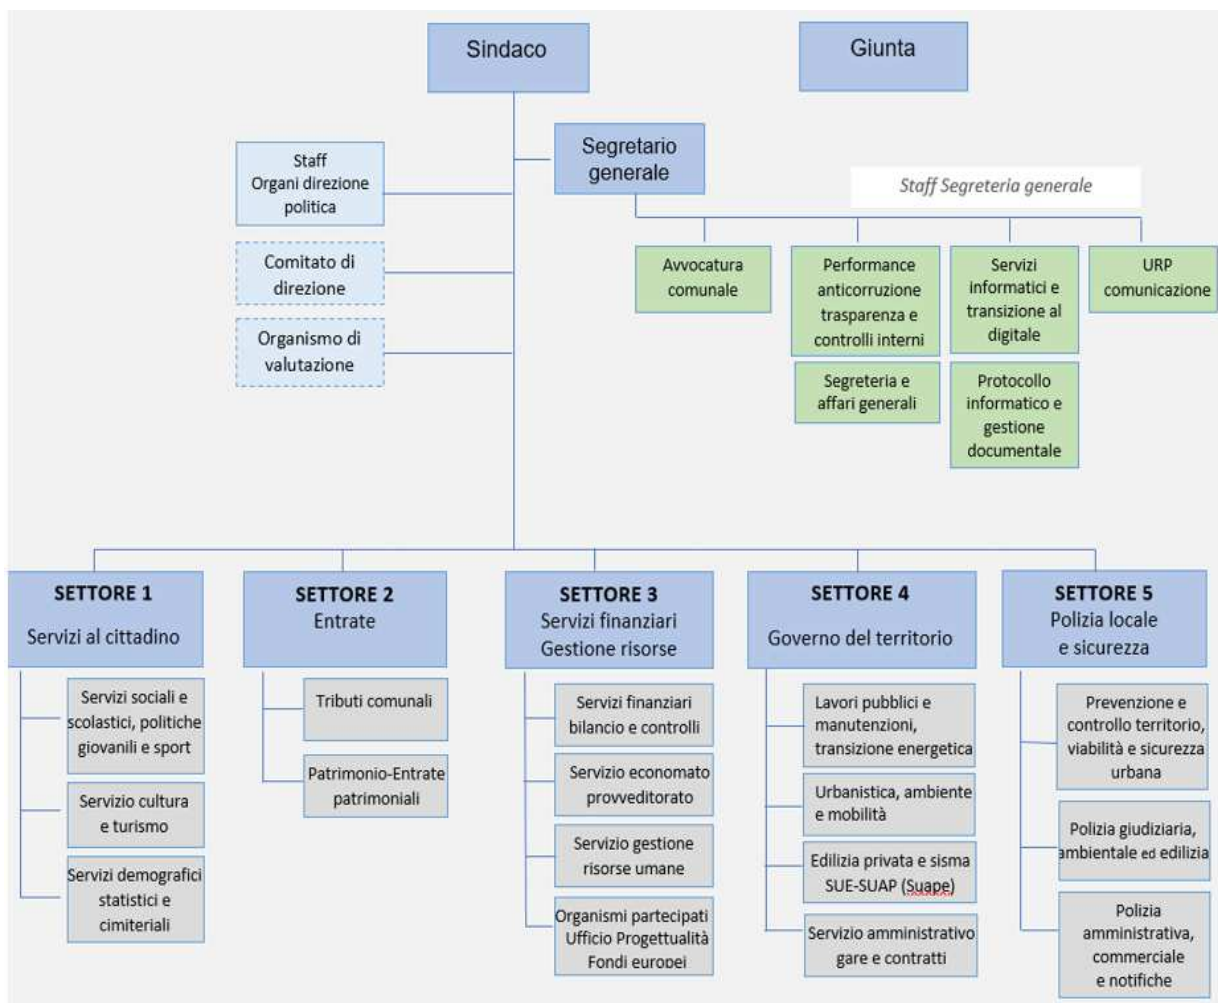 Sindaco
Giunta
Segretario
generale
Staff
Organi direzione
politica
Staff Segreteria generale
Comitato di
direzione
Organismo di
valutazione
Avvocatura
comunale
Performance
anticorruzione
trasparenza e
controlli interni
Servizi
informatici e
transizione al
digitale
URP
comunicazione
Segreteria e
affari generali
Protocollo
informatico e
gestione
documentale
SETTORE 1
Servizi al cittadino
Servizi sociali e
scolastici, politiche
giovanili e sport
Servizio cultura
e turismo
Servizi demografici
statistici e
cimiteriali
SETTORE 2
Entrate
Tributi comunali
Patrimonio-Entrate
patrimoniali
SETTORE 3
Servizi finanziari
Gestione risorse
Servizi finanziari
bilancio e controlli
Servizio economato
provveditorato
Servizio gestione
risorse umane
Organismi partecipati
Ufficio Progettualità
Fondi europei
SETTORE 4
Governo del territorio
Lavori pubblici e
manutenzioni,
transizione energetica
Urbanistica, ambiente
e mobilità
Edilizia privata e sisma
SUE-SUAP (Suape)
Servizio amministrativo
gare e contratti
SETTORE 5
Polizia locale
e sicurezza
Prevenzione e
controllo territorio,
viabilità e sicurezza
urbana
Polizia giudiziaria,
ambientale ed edilizia
Polizia
amministrativa,
commerciale
e notifiche